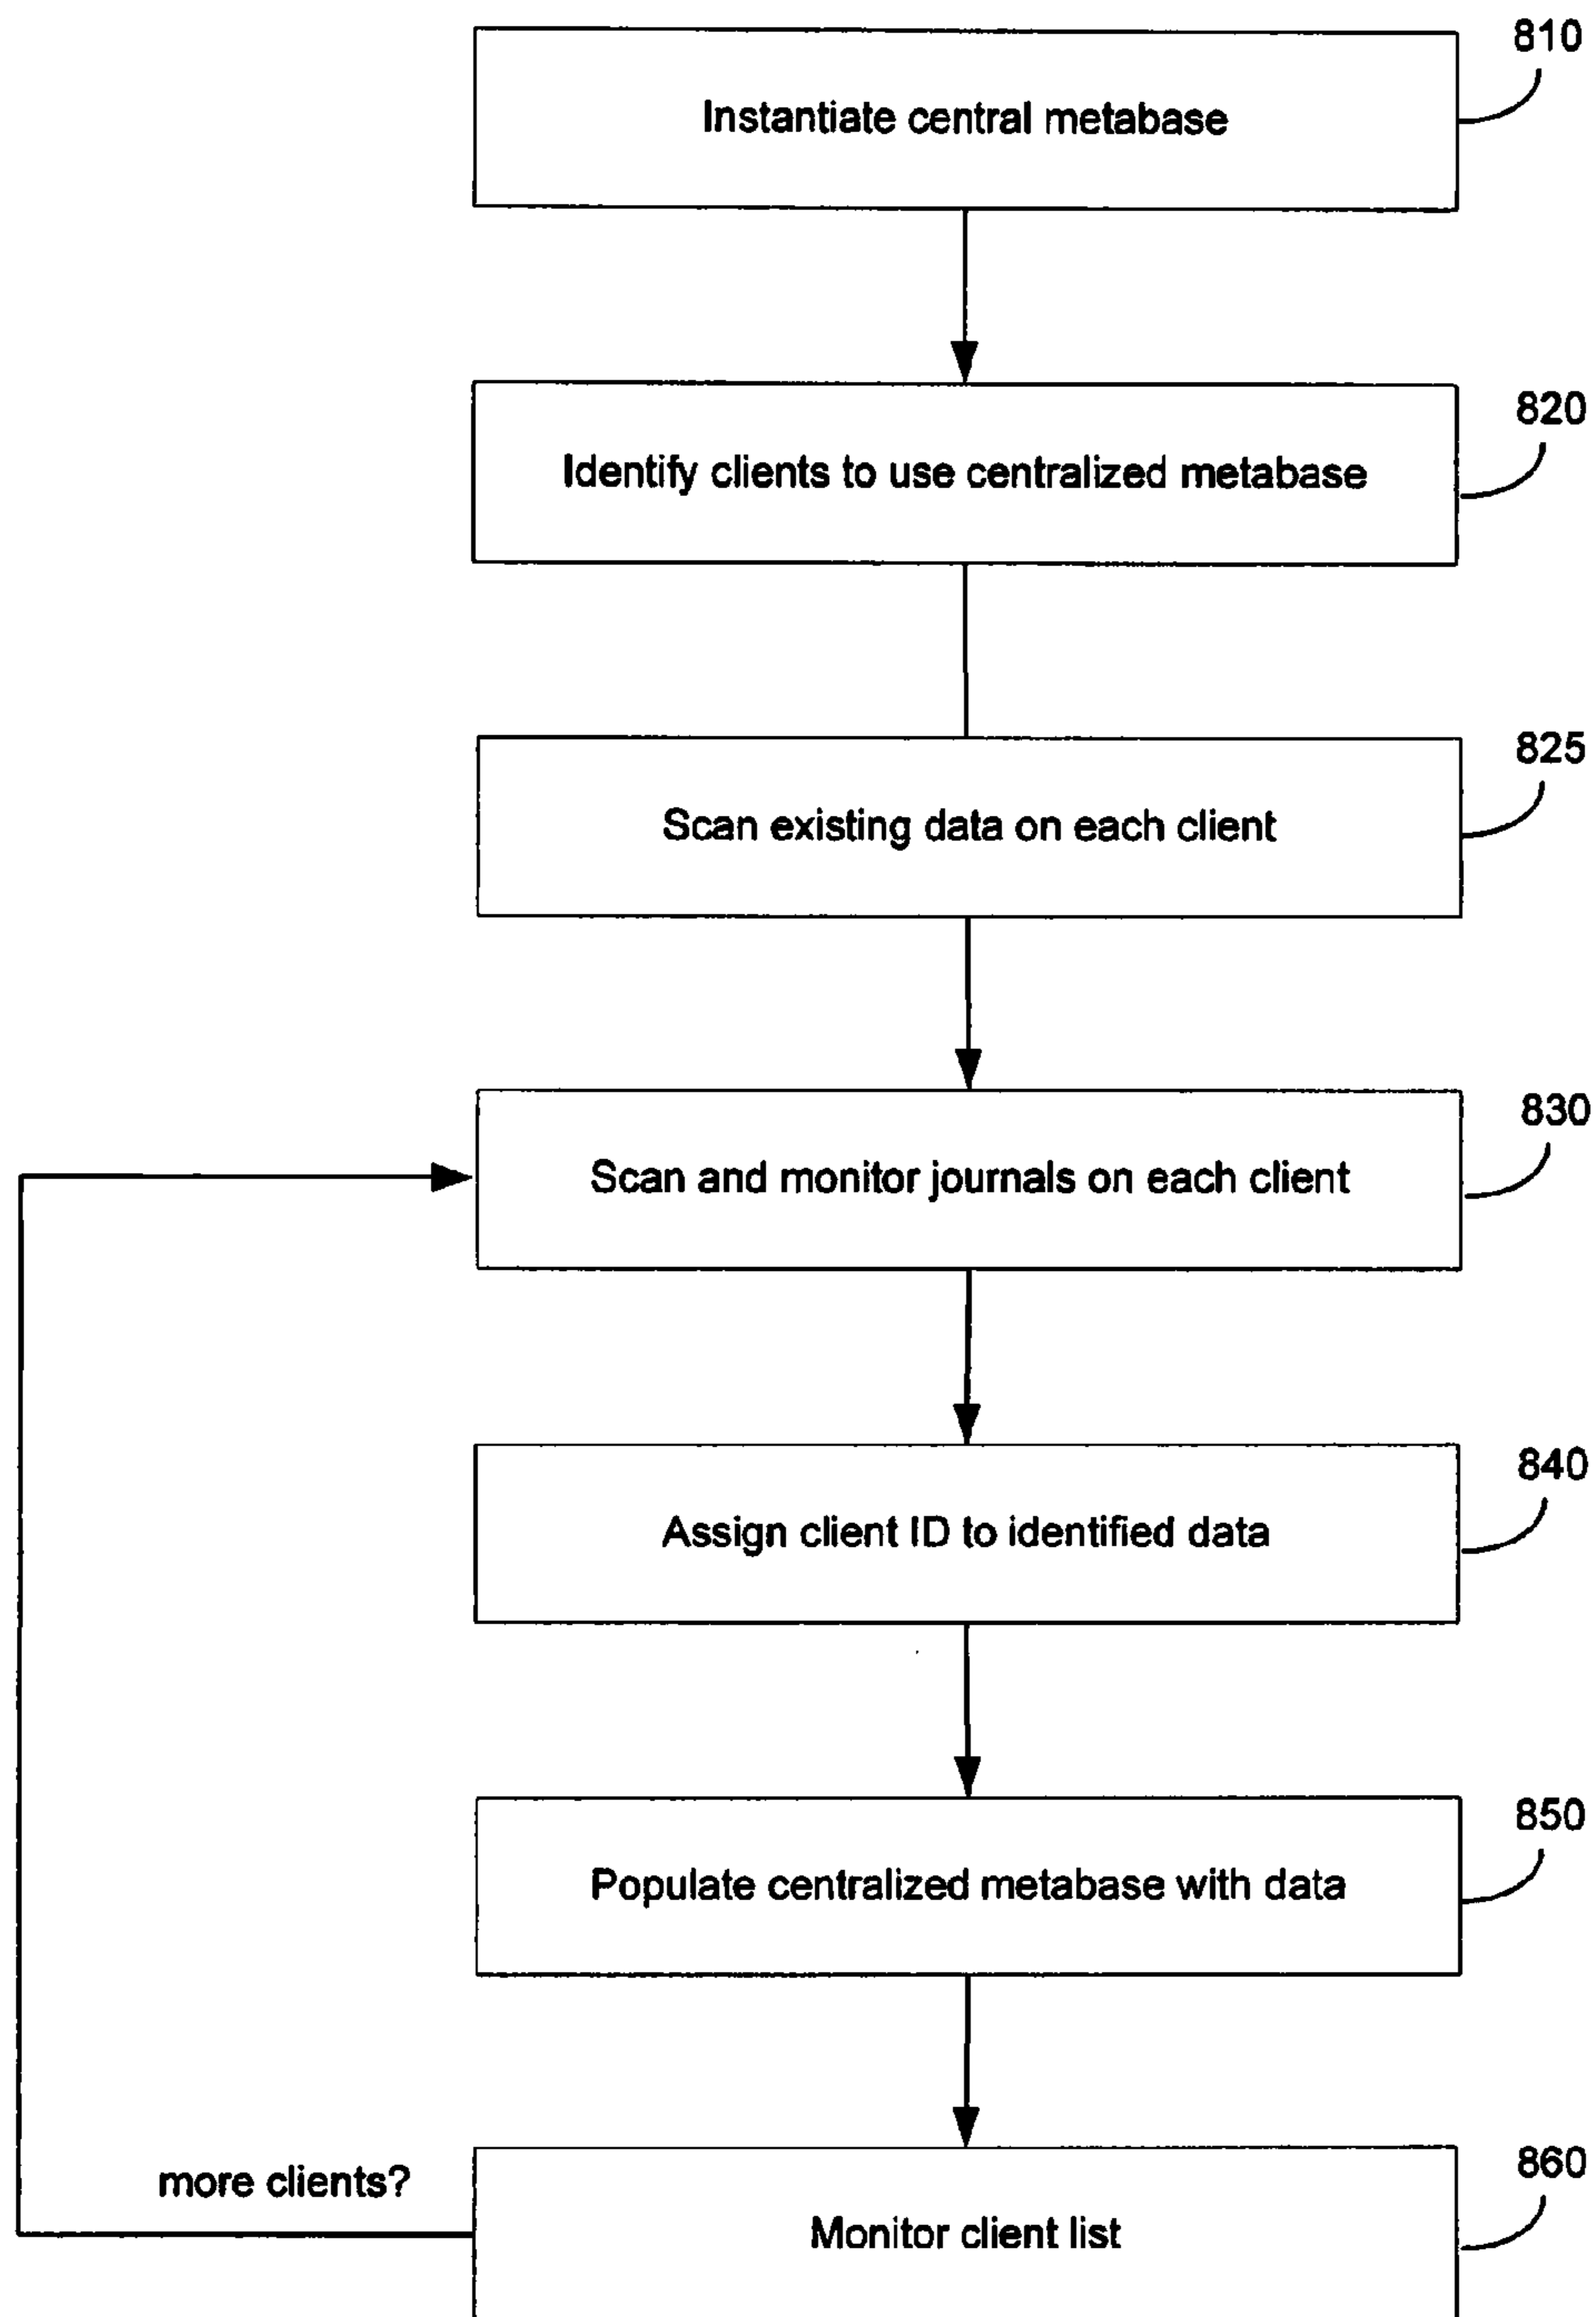 810
Instantiate central metabase
820
Identify clients to use centralized metabase
825
Scan existing data on each client
830
Scan and monitor journals on each client
840
Assign client ID to identified data
850
Populate centralized metabase with data
860
more clients?
Monitor client list